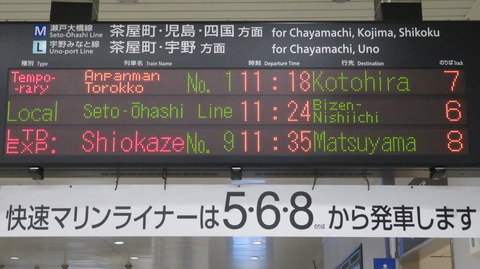 M 瀬戸大橋線 Seto-Ōhashi Line 茶屋町・児島・四国 方面 for Chayamachi, Kojima, Shikoku
L 宇野みなと線 Uno-port Line 茶屋町・宇野 方面 for Chayamachi, Uno
種別 Type 列車名 Train Name 時刻 Departure Time 行先 Destination のりば Track
Tempo-rary Anpanman Torokko No. 1 11:18 Kotohira 7
Local Seto-Ōhashi Line 11:24 Bizen-Nishiichi 6
LTD. EXP. Shiokaze No. 9 11:35 Matsuyama 8
快速マリンライナーは5・6・8のりばから発車します